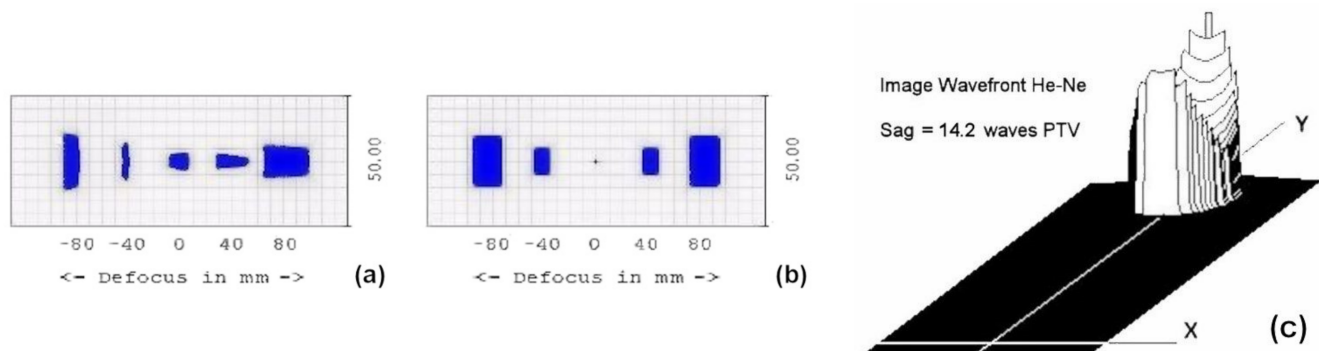 50.00
-80 -40 0 40 80
<- Defocus in mm ->
(a)
50.00
-80 -40 0 40 80
<- Defocus in mm ->
(b)
Image Wavefront He-Ne
Sag = 14.2 waves PTV
Y
X
(c)